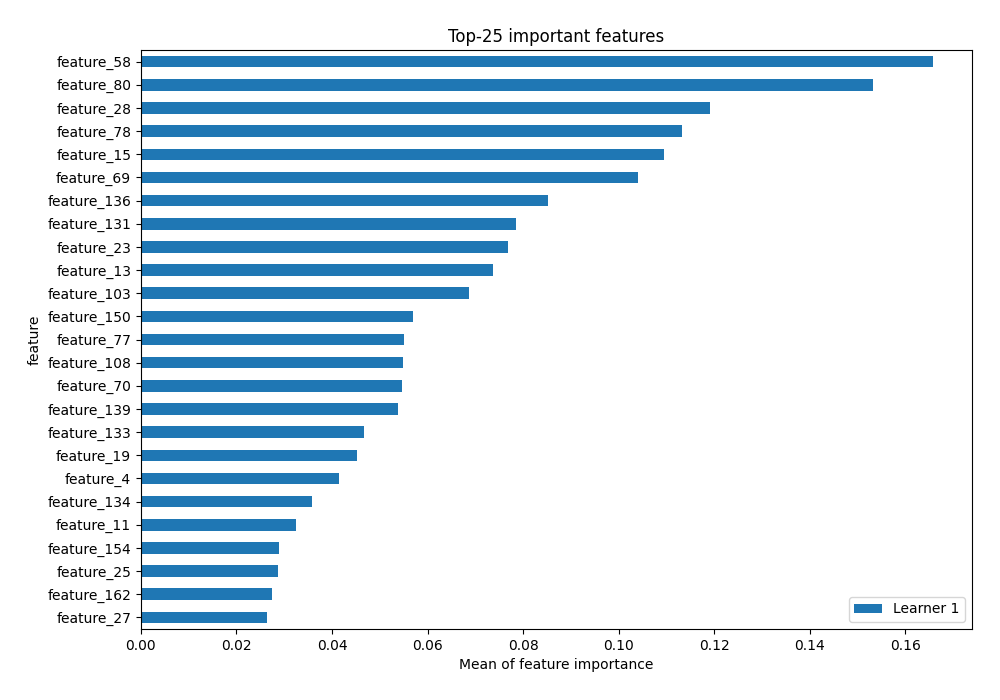 Top-25 important features
feature_58
feature_80
feature_28
feature_78
feature_15
feature_69
feature_136
feature_131
feature_23
feature_13
feature_103
feature_150
feature_77
feature_108
feature_70
feature_139
feature_133
feature_19
feature_4
feature_134
feature_11
feature_154
feature_25
feature_162
feature_27
feature
Learner 1
0.00 0.02 0.04 0.06 0.08 0.10 0.12 0.14 0.16
Mean of feature importance